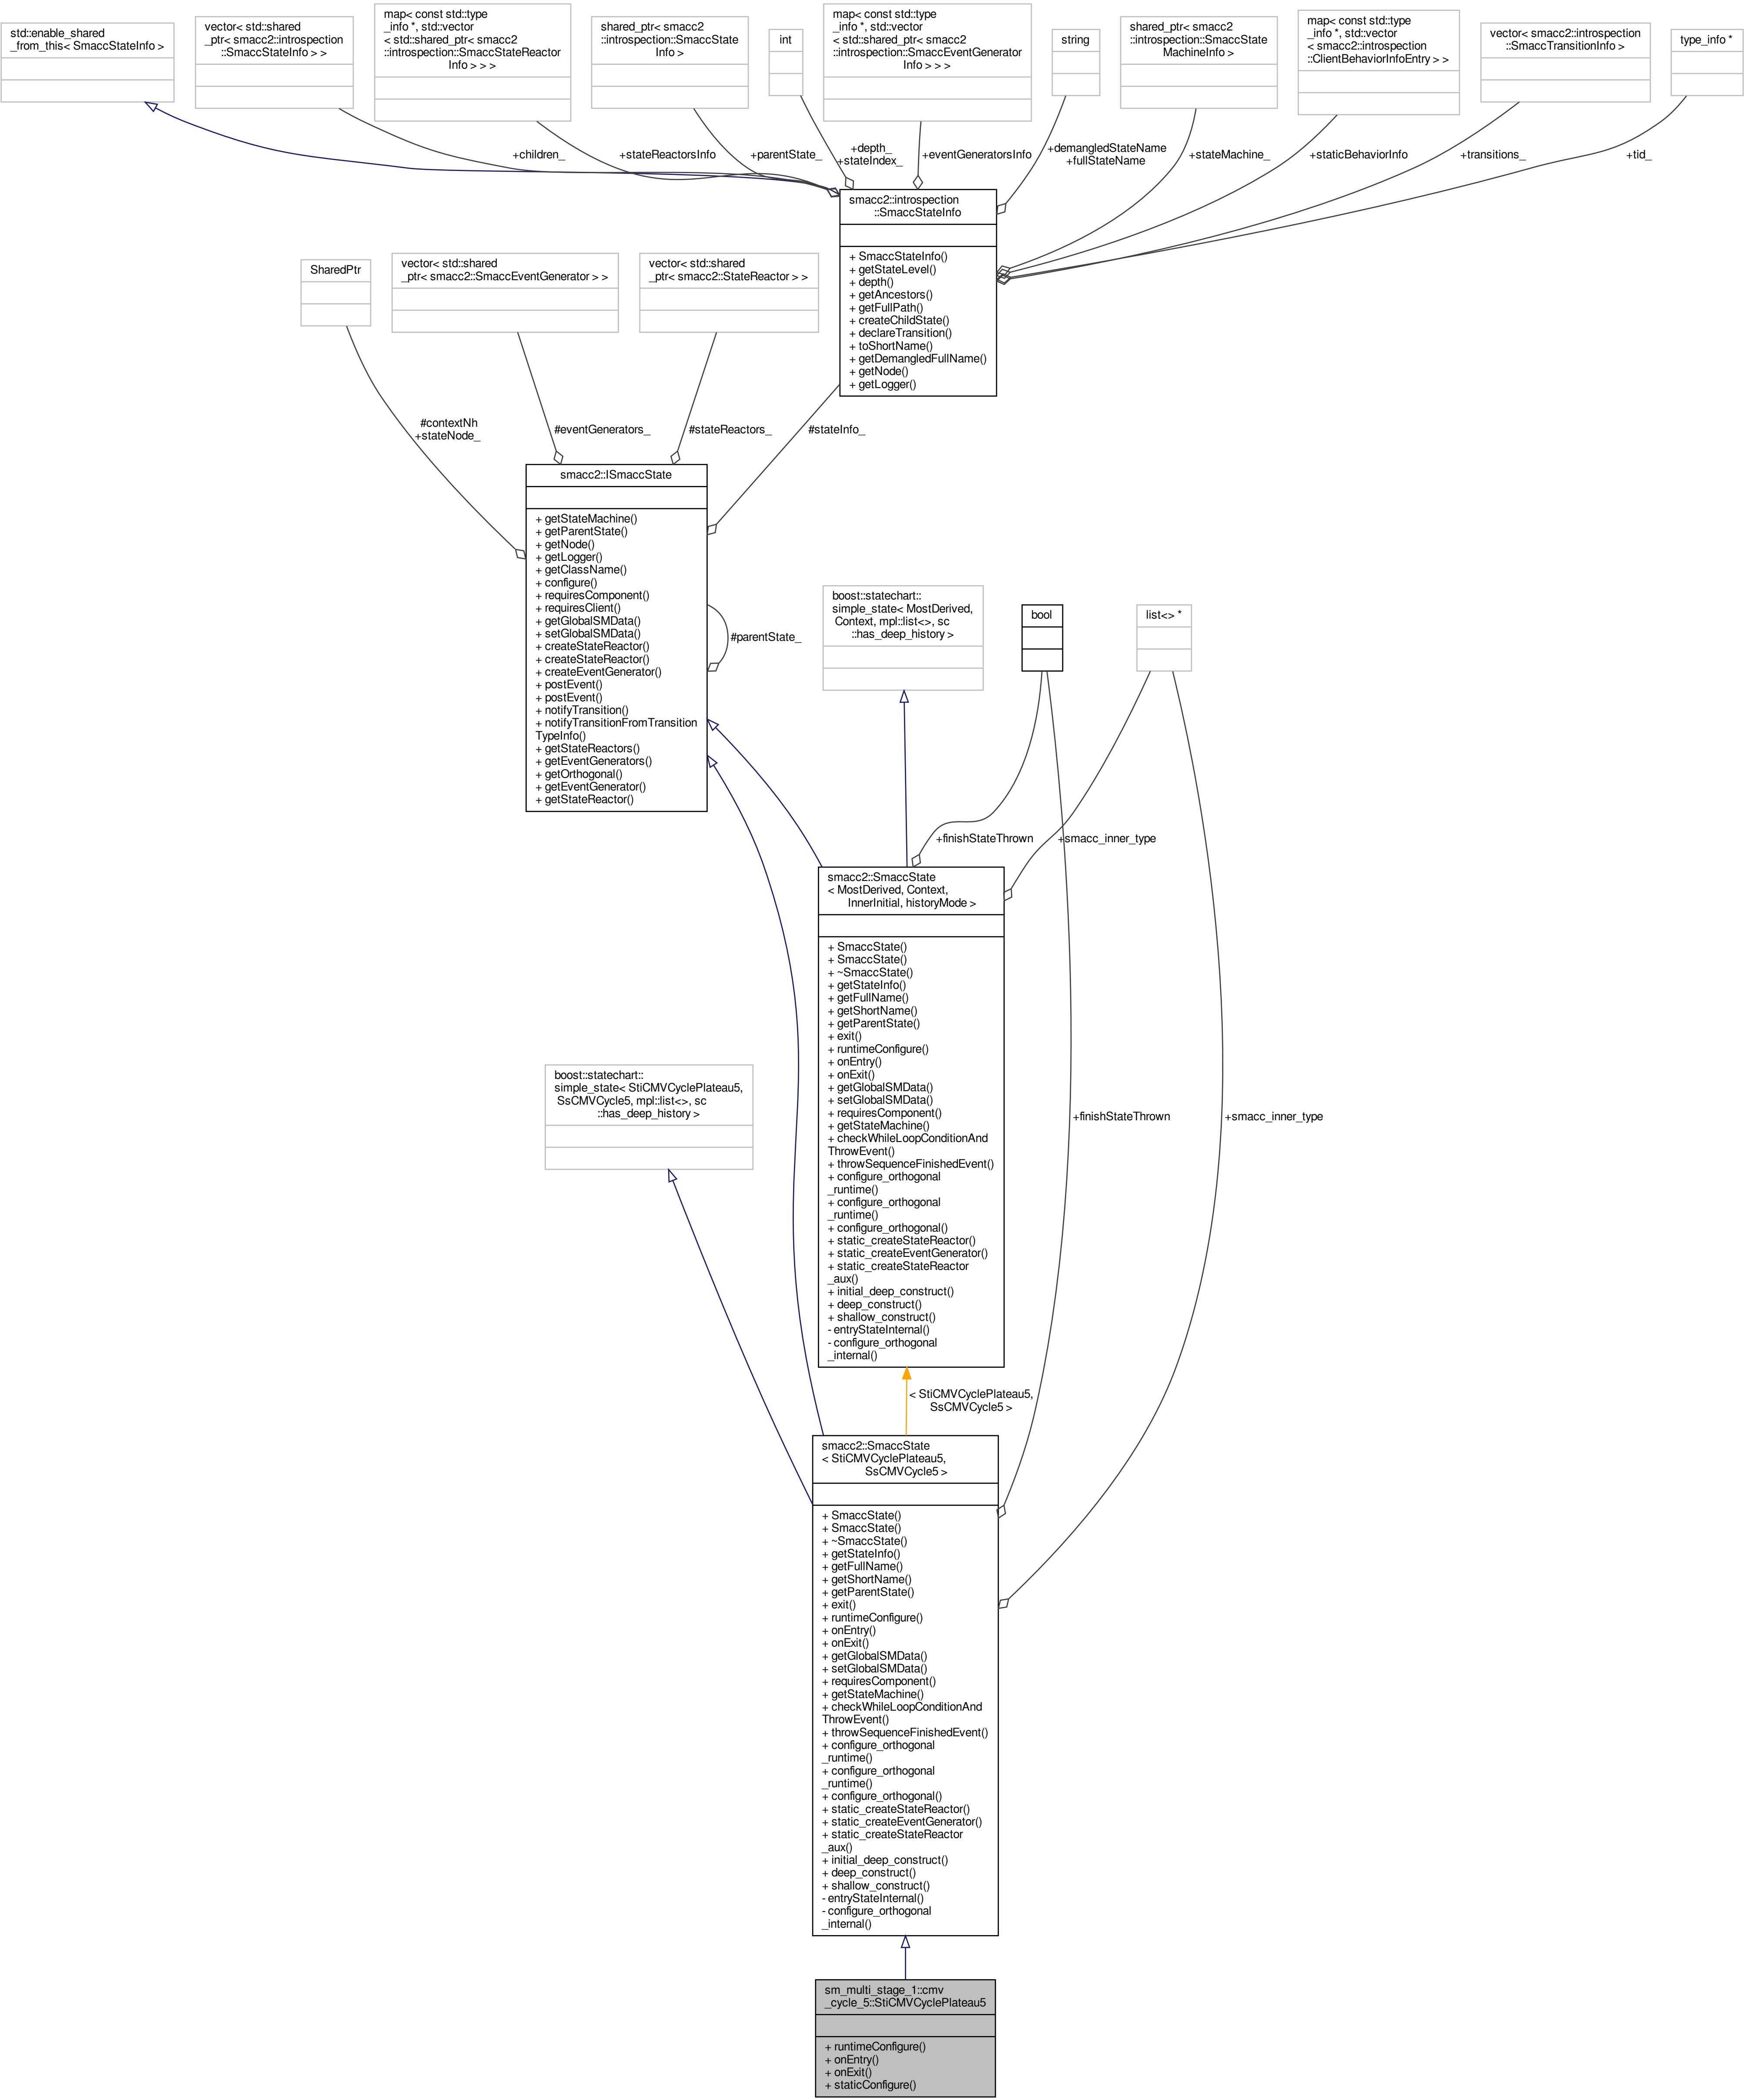 std::enable_shared
_from_this< SmaccStateInfo >
vector< std::shared
_ptr< smacc2::introspection
::SmaccStateInfo > >
map< const std::type
_info *, std::vector
< std::shared_ptr< smacc2
::introspection::SmaccStateReactor
Info > > >
shared_ptr< smacc2
::introspection::SmaccState
Info >
int
map< const std::type
_info *, std::vector
< std::shared_ptr< smacc2
::introspection::SmaccEventGenerator
Info > > >
string
shared_ptr< smacc2
::introspection::SmaccState
MachineInfo >
map< const std::type
_info *, std::vector
< smacc2::introspection
::ClientBehaviorInfoEntry > >
vector< smacc2::introspection
::SmaccTransitionInfo >
type_info *
+children_
+stateReactorsInfo
+parentState_
+depth_
+stateIndex_
+eventGeneratorsInfo
+demangledStateName
+fullStateName
+stateMachine_
+staticBehaviorInfo
+transitions_
+tid_
smacc2::introspection
::SmaccStateInfo
+ SmaccStateInfo()
+ getStateLevel()
+ depth()
+ getAncestors()
+ getFullPath()
+ createChildState()
+ declareTransition()
+ toShortName()
+ getDemangledFullName()
+ getNode()
+ getLogger()
SharedPtr
vector< std::shared
_ptr< smacc2::SmaccEventGenerator > >
vector< std::shared
_ptr< smacc2::StateReactor > >
#contextNh
+stateNode_
#eventGenerators_
#stateReactors_
#stateInfo_
smacc2::ISmaccState
+ getStateMachine()
+ getParentState()
+ getNode()
+ getLogger()
+ getClassName()
+ configure()
+ requiresComponent()
+ requiresClient()
+ getGlobalSMData()
+ setGlobalSMData()
+ createStateReactor()
+ createStateReactor()
+ createEventGenerator()
+ postEvent()
+ postEvent()
+ notifyTransition()
+ notifyTransitionFromTransition
TypeInfo()
+ getStateReactors()
+ getEventGenerators()
+ getOrthogonal()
+ getEventGenerator()
+ getStateReactor()
#parentState_
boost::statechart::
simple_state< MostDerived,
Context, mpl::list<>, sc
::has_deep_history >
bool
list<> *
+finishStateThrown
+smacc_inner_type
smacc2::SmaccState
< MostDerived, Context,
InnerInitial, historyMode >
+ SmaccState()
+ SmaccState()
+ ~SmaccState()
+ getStateInfo()
+ getFullName()
+ getShortName()
+ getParentState()
+ exit()
+ runtimeConfigure()
+ onEntry()
+ onExit()
+ getGlobalSMData()
+ setGlobalSMData()
+ requiresComponent()
+ getStateMachine()
+ checkWhileLoopConditionAnd
ThrowEvent()
+ throwSequenceFinishedEvent()
+ configure_orthogonal
_runtime()
+ configure_orthogonal
_runtime()
+ configure_orthogonal()
+ static_createStateReactor()
+ static_createEventGenerator()
+ static_createStateReactor
_aux()
+ initial_deep_construct()
+ deep_construct()
+ shallow_construct()
- entryStateInternal()
- configure_orthogonal
_internal()
boost::statechart::
simple_state< StiCMVCyclePlateau5,
SsCMVCycle5, mpl::list<>, sc
::has_deep_history >
+finishStateThrown
+smacc_inner_type
< StiCMVCyclePlateau5,
SsCMVCycle5 >
smacc2::SmaccState
< StiCMVCyclePlateau5,
SsCMVCycle5 >
+ SmaccState()
+ SmaccState()
+ ~SmaccState()
+ getStateInfo()
+ getFullName()
+ getShortName()
+ getParentState()
+ exit()
+ runtimeConfigure()
+ onEntry()
+ onExit()
+ getGlobalSMData()
+ setGlobalSMData()
+ requiresComponent()
+ getStateMachine()
+ checkWhileLoopConditionAnd
ThrowEvent()
+ throwSequenceFinishedEvent()
+ configure_orthogonal
_runtime()
+ configure_orthogonal
_runtime()
+ configure_orthogonal()
+ static_createStateReactor()
+ static_createEventGenerator()
+ static_createStateReactor
_aux()
+ initial_deep_construct()
+ deep_construct()
+ shallow_construct()
- entryStateInternal()
- configure_orthogonal
_internal()
sm_multi_stage_1::cmv
_cycle_5::StiCMVCyclePlateau5
+ runtimeConfigure()
+ onEntry()
+ onExit()
+ staticConfigure()